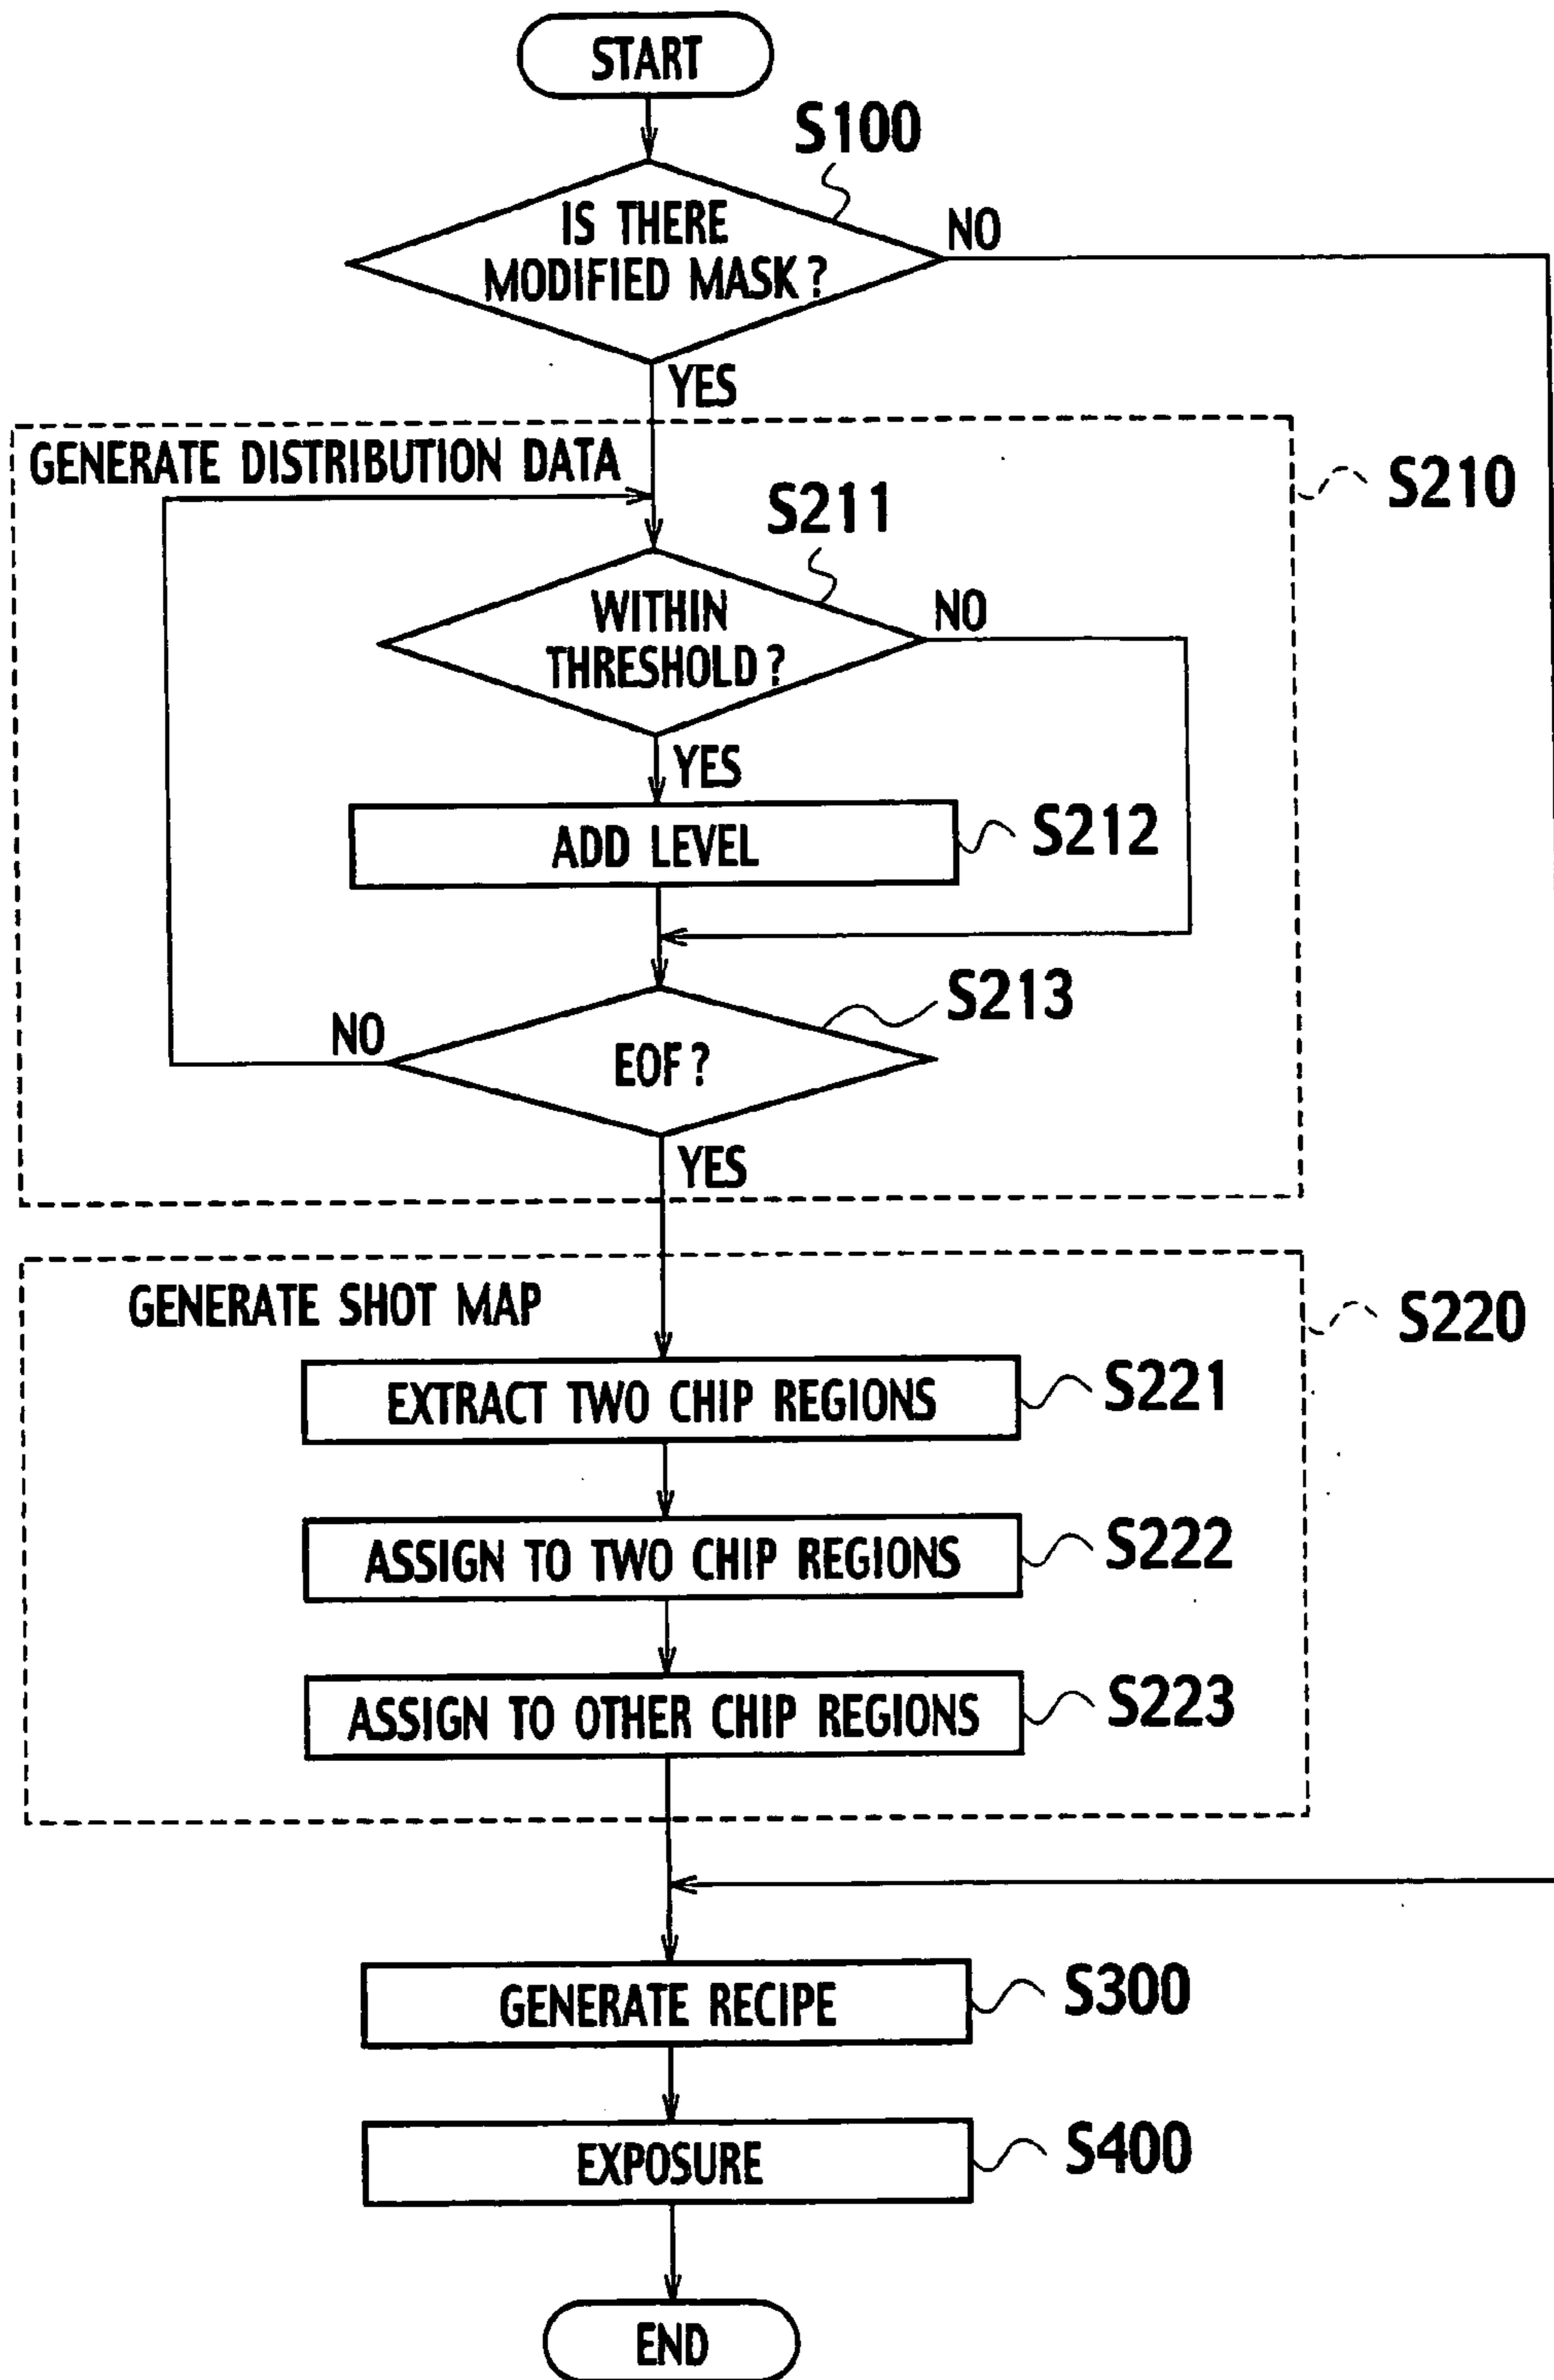 START
S100
IS THERE
MODIFIED MASK?
NO
YES
GENERATE DISTRIBUTION DATA
S210
S211
WITHIN
THRESHOLD?
NO
YES
ADD LEVEL
S212
S213
NO
EOF?
YES
GENERATE SHOT MAP
S220
EXTRACT TWO CHIP REGIONS
S221
ASSIGN TO TWO CHIP REGIONS
S222
ASSIGN TO OTHER CHIP REGIONS
S223
GENERATE RECIPE
S300
EXPOSURE
S400
END